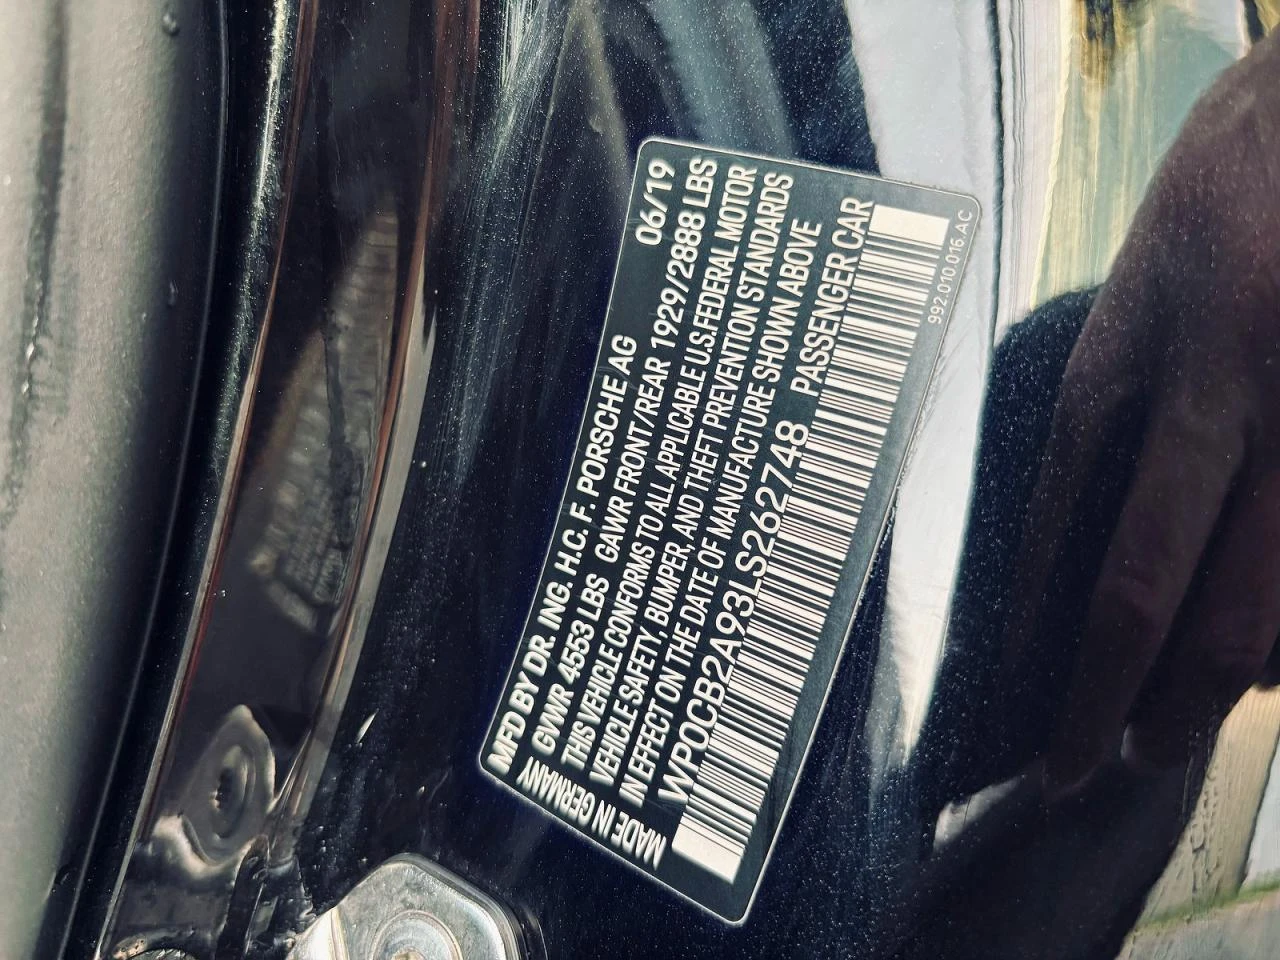 MFD BY DR. ING. H.C. F. PORSCHE AG 06/19
GVWR 4553 LBS GAWR FRONT/REAR 1929/2888 LBS
THIS VEHICLE CONFORMS TO ALL APPLICABLE U.S.FEDERAL MOTOR
VEHICLE SAFETY, BUMPER, AND THEFT PREVENTION STANDARDS
IN EFFECT ON THE DATE OF MANUFACTURE SHOWN ABOVE
WP0CB2A93LS262748 PASSENGER CAR
MADE IN GERMANY
992.010.016.AC